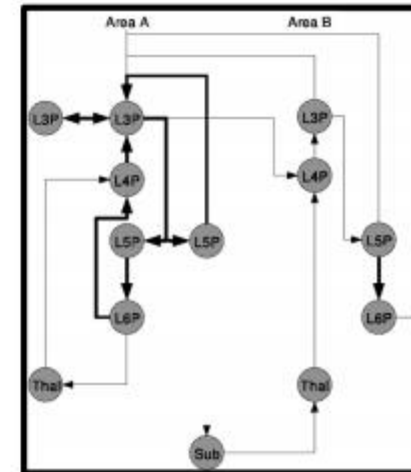 Area A Area B
L3P L3P L3P
L4P L4P
L5P L5P L5P
L6P L6P
Thal Thal
Sub